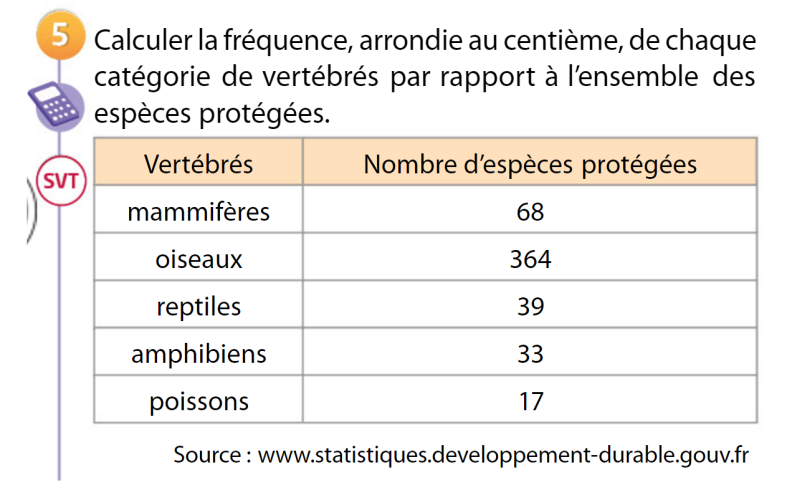 5
Calculer la fréquence, arrondie au centième, de chaque
catégorie de vertébrés par rapport à l’ensemble des
espèces protégées.
SVT
Vertébrés Nombre d’espèces protégées
mammifères 68
oiseaux 364
reptiles 39
amphibiens 33
poissons 17
Source : www.statistiques.developpement-durable.gouv.fr